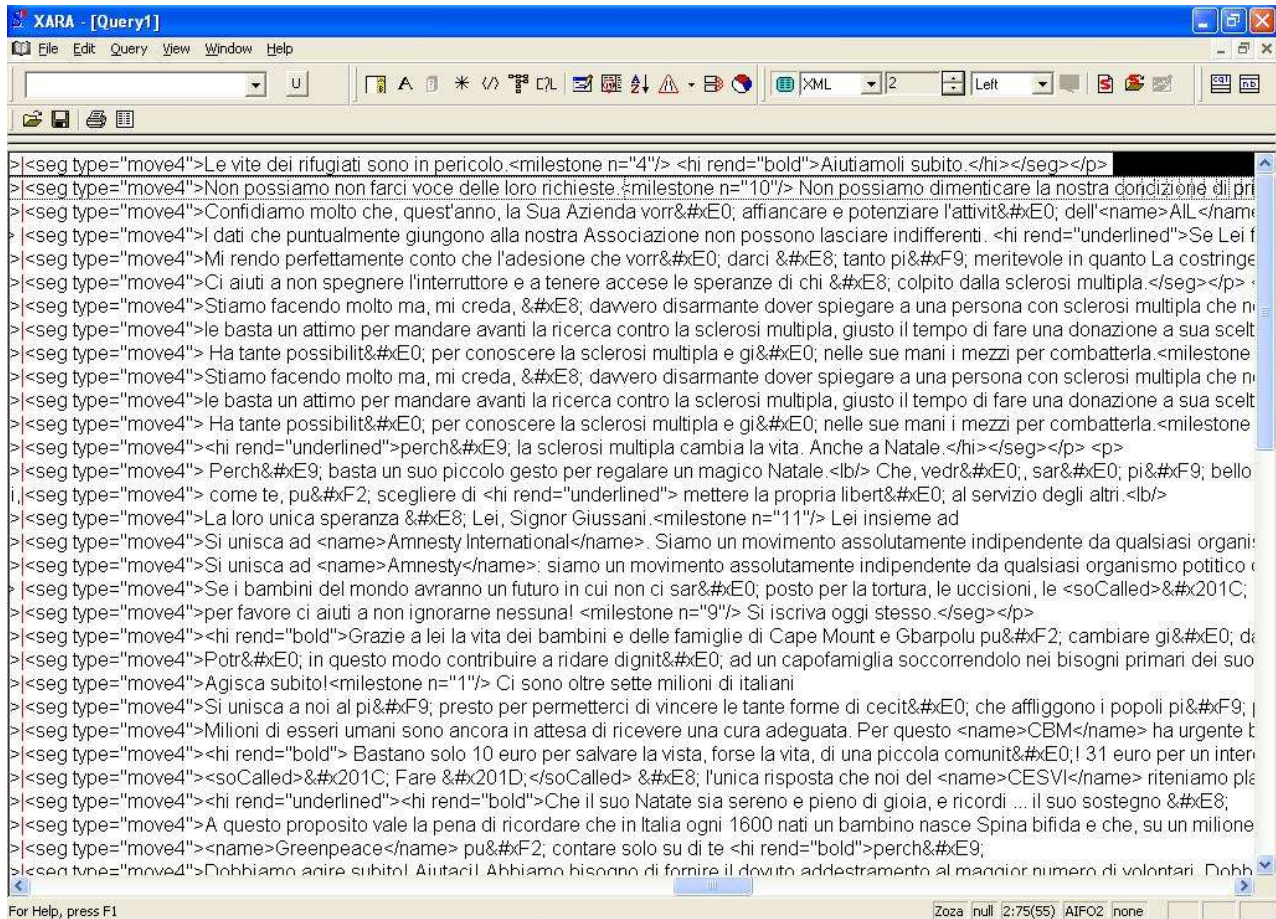 XARA - [Query1]
File Edit Query View Window Help
U A XML 2 Left
>|<seg type="move4">Le vite dei rifugiati sono in pericolo.<milestone n="4"/> <hi rend="bold">Aiutiamoli subito.</hi></seg></p>
>|<seg type="move4">Non possiamo non farci voce delle loro richieste.<milestone n="10"/> Non possiamo dimenticare la nostra condizione di pri
>|<seg type="move4">Confidiamo molto che, quest'anno, la Sua Azienda vorr&#xE0; affiancare e potenziare l'attivit&#xE0; dell'<name>AIL</name
>|<seg type="move4">I dati che puntualmente giungono alla nostra Associazione non possono lasciare indifferenti. <hi rend="underlined">Se Lei f
>|<seg type="move4">Mi rendo perfettamente conto che l'adesione che vorr&#xE0; darci &#xE8; tanto pi&#xF9; meritevole in quanto La costringe
>|<seg type="move4">Ci aiuti a non spegnere l'interruttore e a tenere accese le speranze di chi &#xE8; colpito dalla sclerosi multipla.</seg></p> <
>|<seg type="move4">Stiamo facendo molto ma, mi creda, &#xE8; davvero disarmante dover spiegare a una persona con sclerosi multipla che n
>|<seg type="move4">le basta un attimo per mandare avanti la ricerca contro la sclerosi multipla, giusto il tempo di fare una donazione a sua scelt
>|<seg type="move4"> Ha tante possibilit&#xE0; per conoscere la sclerosi multipla e gi&#xE0; nelle sue mani i mezzi per combatterla.<milestone
>|<seg type="move4">Stiamo facendo molto ma, mi creda, &#xE8; davvero disarmante dover spiegare a una persona con sclerosi multipla che n
>|<seg type="move4">le basta un attimo per mandare avanti la ricerca contro la sclerosi multipla, giusto il tempo di fare una donazione a sua scelt
>|<seg type="move4"> Ha tante possibilit&#xE0; per conoscere la sclerosi multipla e gi&#xE0; nelle sue mani i mezzi per combatterla.<milestone
>|<seg type="move4"><hi rend="underlined">perch&#xE9; la sclerosi multipla cambia la vita. Anche a Natale.</hi></seg></p> <p>
>|<seg type="move4"> Perch&#xE9; basta un suo piccolo gesto per regalare un magico Natale.<lb/> Che, vedr&#xE0;, sar&#xE0; pi&#xF9; bello
i,|<seg type="move4"> come te, pu&#xF2; scegliere di <hi rend="underlined"> mettere la propria libert&#xE0; al servizio degli altri.<lb/>
>|<seg type="move4">La loro unica speranza &#xE8; Lei, Signor Giussani.<milestone n="11"/> Lei insieme ad
>|<seg type="move4">Si unisca ad <name>Amnesty International</name>. Siamo un movimento assolutamente indipendente da qualsiasi organi
>|<seg type="move4">Si unisca ad <name>Amnesty</name>: siamo un movimento assolutamente indipendente da qualsiasi organismo potitico
>|<seg type="move4">Se i bambini del mondo avranno un futuro in cui non ci sar&#xE0; posto per la tortura, le uccisioni, le <soCalled>&#x201C;
>|<seg type="move4">per favore ci aiuti a non ignorarne nessuna! <milestone n="9"/> Si iscriva oggi stesso.</seg></p>
>|<seg type="move4"><hi rend="bold">Grazie a lei la vita dei bambini e delle famiglie di Cape Mount e Gbarpolu pu&#xF2; cambiare gi&#xE0; da
>|<seg type="move4">Potr&#xE0; in questo modo contribuire a ridare dignit&#xE0; ad un capofamiglia soccorrendolo nei bisogni primari dei suo
>|<seg type="move4">Agisca subito!<milestone n="1"/> Ci sono oltre sette milioni di italiani
>|<seg type="move4">Si unisca a noi al pi&#xF9; presto per permetterci di vincere le tante forme di cecit&#xE0; che affliggono i popoli pi&#xF9;
>|<seg type="move4">Milioni di esseri umani sono ancora in attesa di ricevere una cura adeguata. Per questo <name>CBM</name> ha urgente b
>|<seg type="move4"><hi rend="bold"> Bastano solo 10 euro per salvare la vista, forse la vita, di una piccola comunit&#xE0;! 31 euro per un inter
>|<seg type="move4"><soCalled>&#x201C; Fare &#x201D;</soCalled> &#xE8; l'unica risposta che noi del <name>CESVI</name> riteniamo pla
>|<seg type="move4"><hi rend="underlined"><hi rend="bold">Che il suo Natate sia sereno e pieno di gioia, e ricordi ... il suo sostegno &#xE8;
>|<seg type="move4">A questo proposito vale la pena di ricordare che in Italia ogni 1600 nati un bambino nasce Spina bifida e che, su un milione
>|<seg type="move4"><name>Greenpeace</name> pu&#xF2; contare solo su di te <hi rend="bold">perch&#xE9;
>|<seg type="move4">Dobbiamo agire subito! Aiutaci! Abbiamo bisogno di fornire il dovuto addestramento al maggior numero di volontari. Dobb
For Help, press F1 Zoza null 2:75(55) AIFO2 none